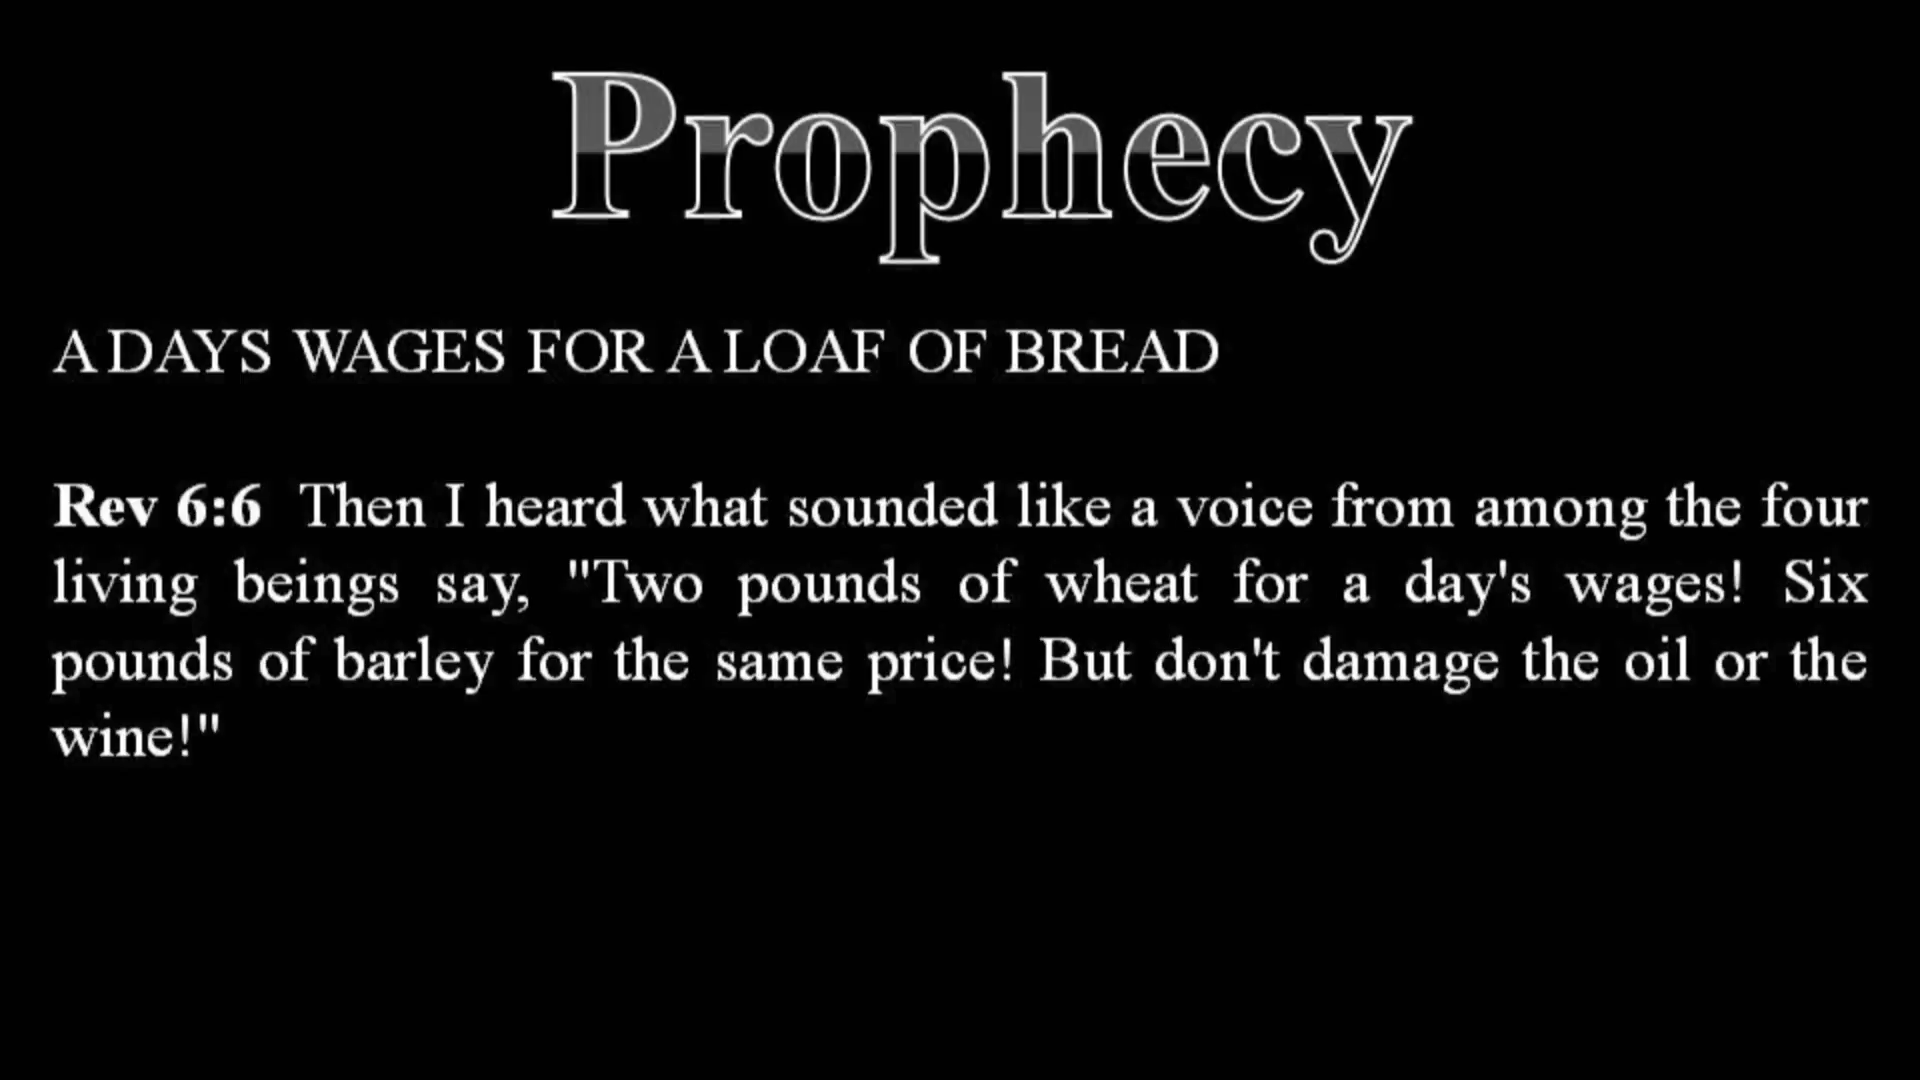 Prophecy
A DAYS WAGES FOR A LOAF OF BREAD
Rev 6:6 Then I heard what sounded like a voice from among the four
living beings say, "Two pounds of wheat for a day's wages! Six
pounds of barley for the same price! But don't damage the oil or the
wine!"